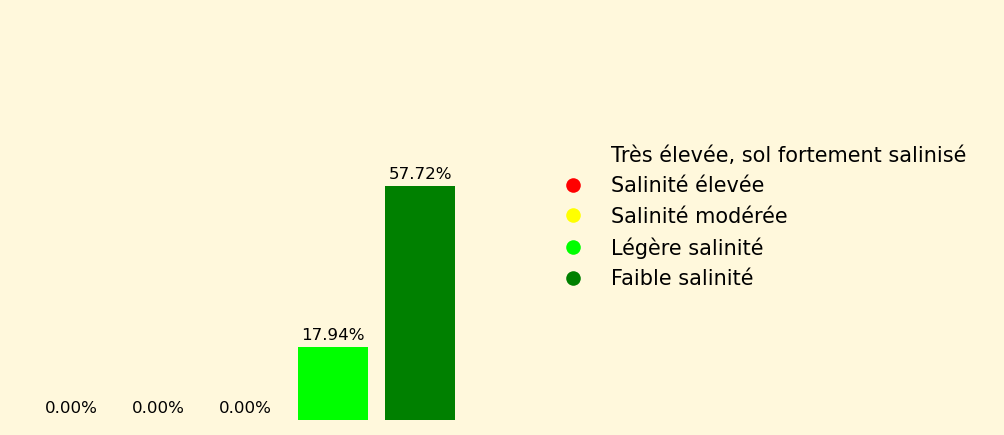 57.72%
17.94%
0.00% 0.00% 0.00%
Très élevée, sol fortement salinisé
Salinité élevée
Salinité modérée
Légère salinité
Faible salinité